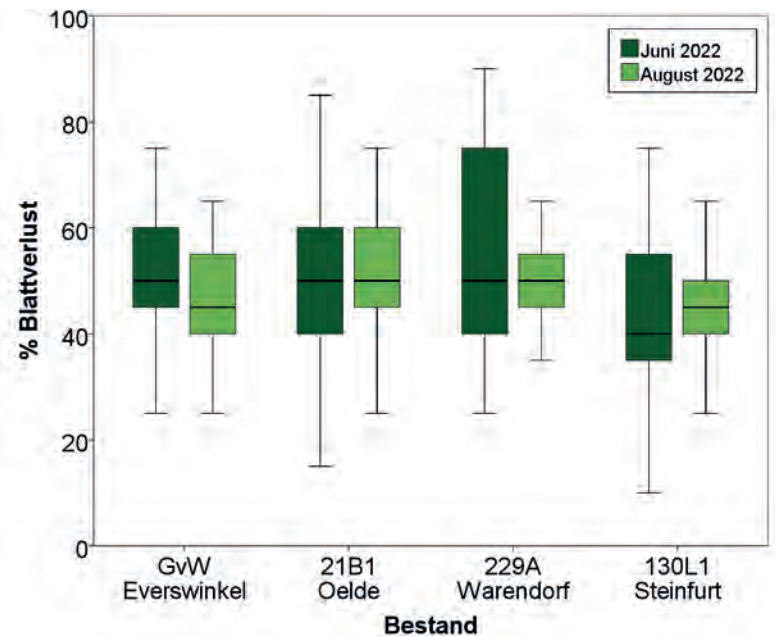 100
80
60
40
20
0
% Blattverlust
Juni 2022
August 2022
GvW
Everswinkel
21B1
Oelde
229A
Warendorf
130L1
Steinfurt
Bestand